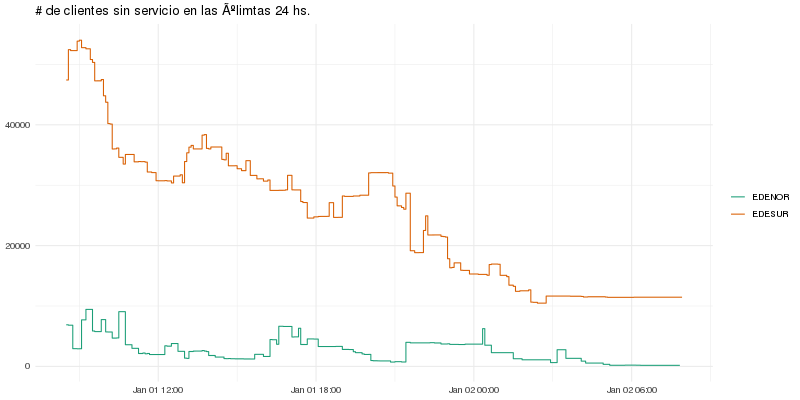 # de clientes sin servicio en las Ãºlimtas 24 hs.
40000
20000
0
Jan 01 12:00
Jan 01 18:00
Jan 02 00:00
Jan 02 06:00
EDENOR
EDESUR